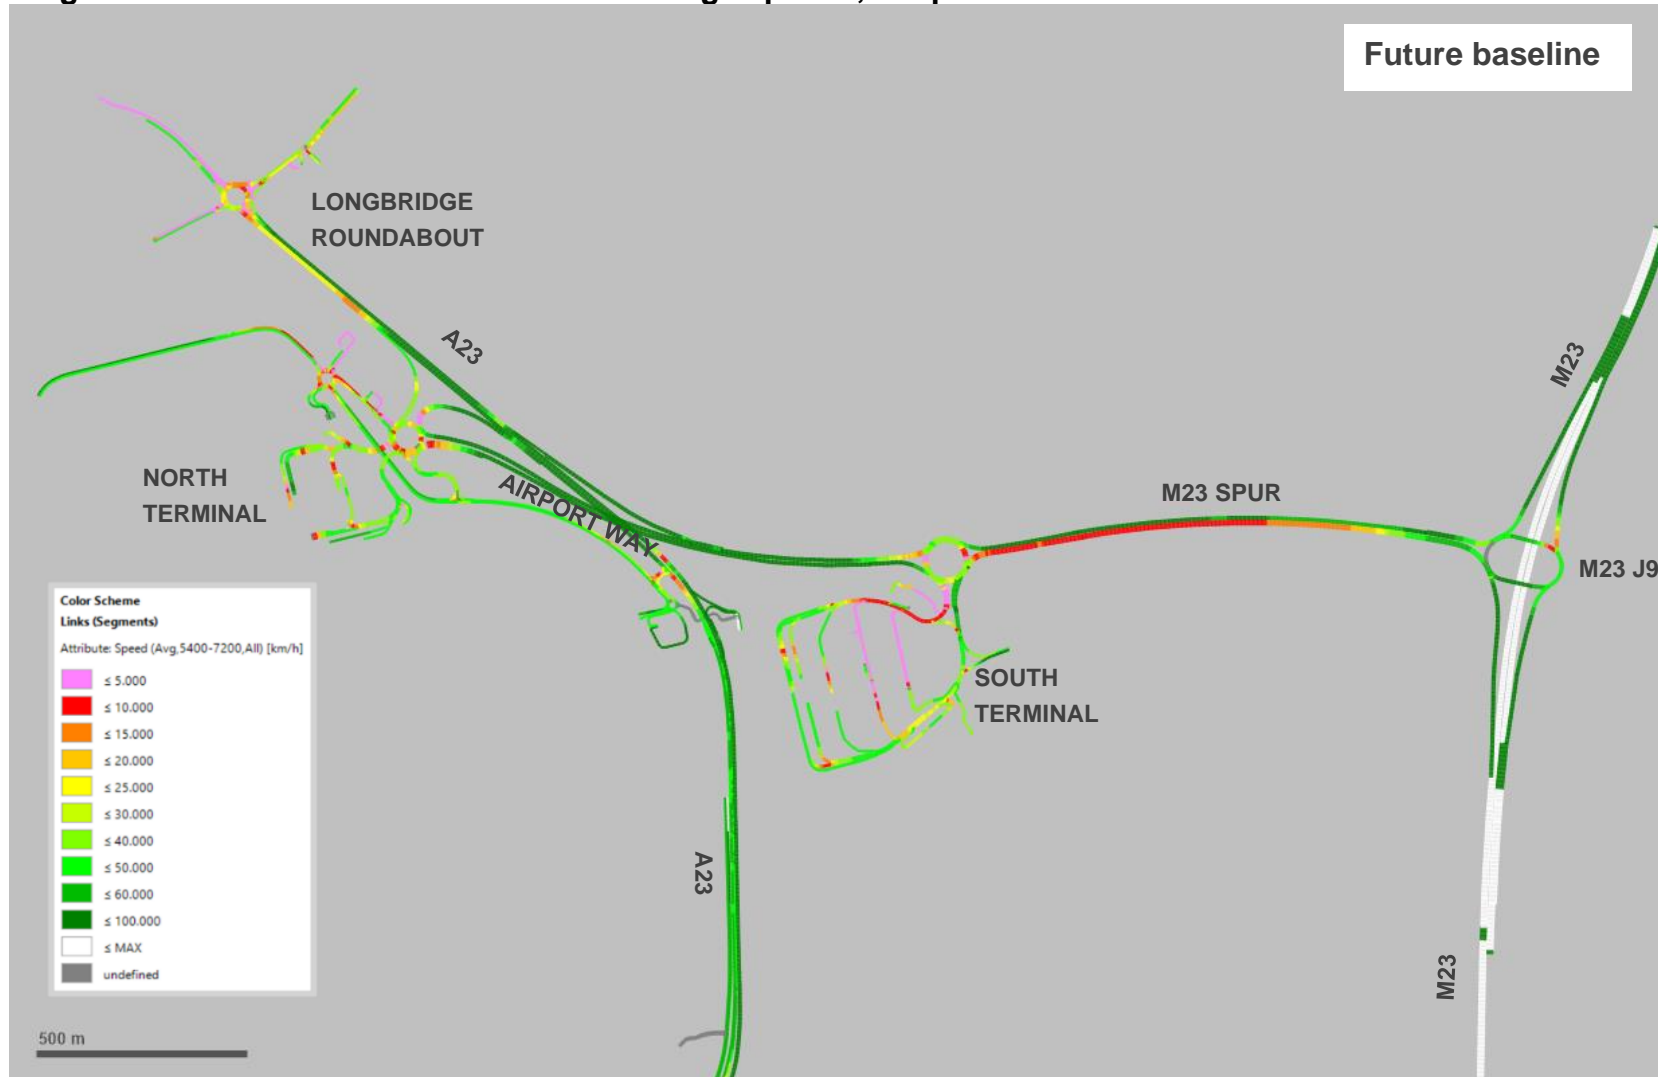 Future baseline
LONGBRIDGE
ROUNDABOUT
A23
M23
NORTH
TERMINAL
AIRPORT WAY
M23 SPUR
M23 J9
SOUTH
TERMINAL
A23
M23
Color Scheme
Links (Segments)
Attribute: Speed (Avg,5400-7200,All) [km/h]
≤ 5.000
≤ 10.000
≤ 15.000
≤ 20.000
≤ 25.000
≤ 30.000
≤ 40.000
≤ 50.000
≤ 60.000
≤ 100.000
≤ MAX
undefined
500 m